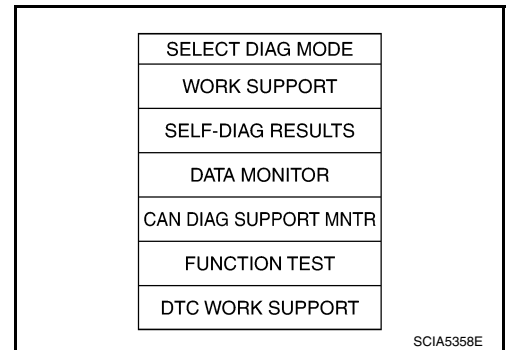 SELECT DIAG MODE
WORK SUPPORT
SELF-DIAG RESULTS
DATA MONITOR
CAN DIAG SUPPORT MNTR
FUNCTION TEST
DTC WORK SUPPORT
SCIA5358E